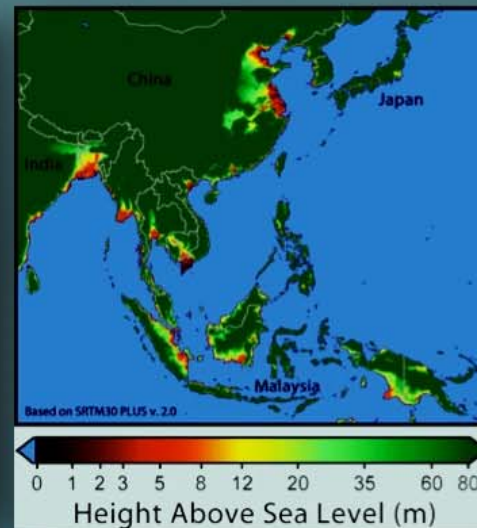 China
Japan
India
Malaysia
Based on SRTM30 PLUS v. 2.0
0 1 2 3 5 8 12 20 35 60 80
Height Above Sea Level (m)